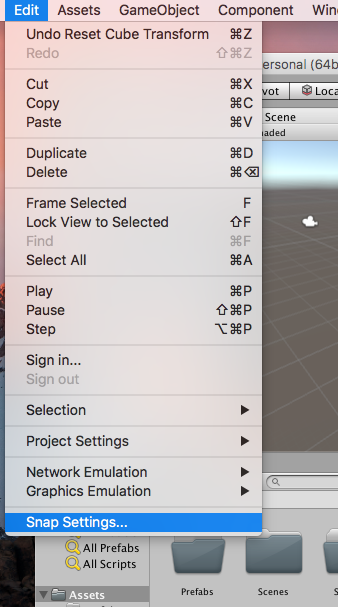 Edit Assets GameObject Component Win
Undo Reset Cube Transform ⌘Z
Redo ⇧⌘Z
ersonal (64b
Cut ⌘X
vot Loca
Copy ⌘C
Scene
Paste ⌘V
aded
Duplicate ⌘D
Delete ⌘⌫
Frame Selected F
Lock View to Selected ⇧F
Find ⌘F
Select All ⌘A
Play ⌘P
Pause ⇧⌘P
Step ⌥⌘P
Sign in...
Sign out
Selection ▶
Project Settings ▶
Network Emulation ▶
Graphics Emulation ▶
Snap Settings...
All Prefabs
All Scripts
Prefabs Scenes S
Assets